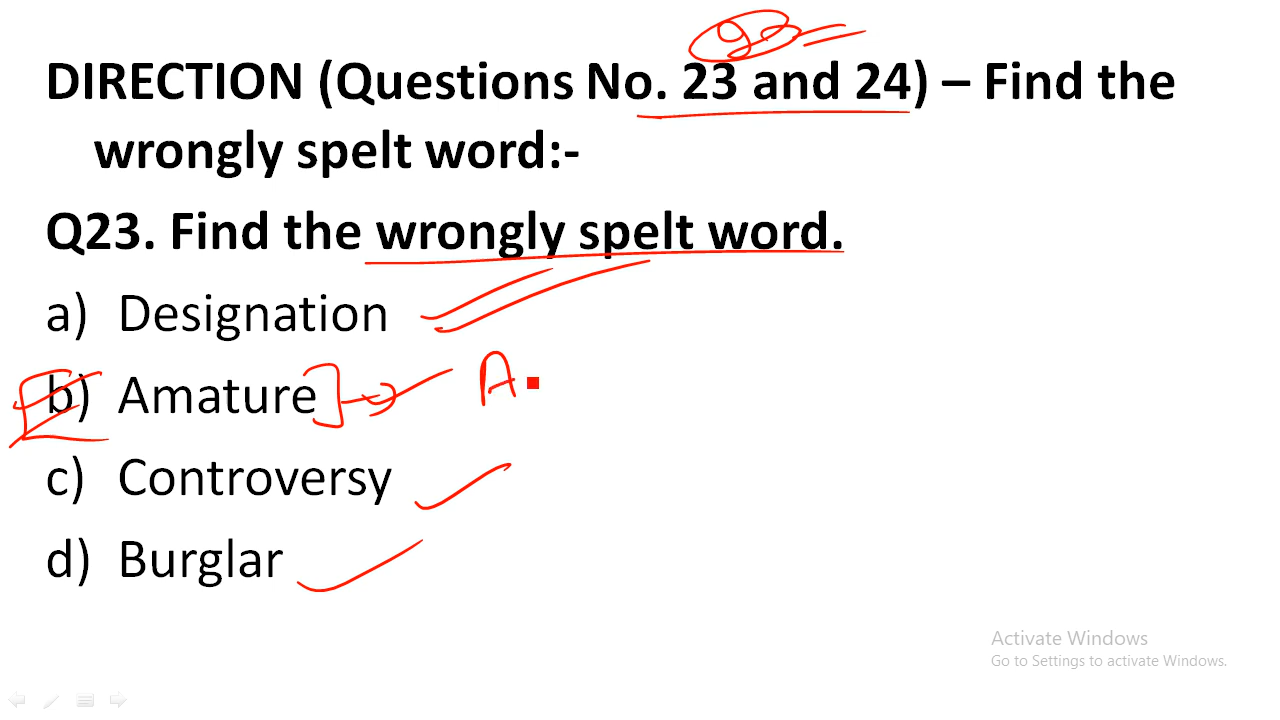 DIRECTION (Questions No. 23 and 24) – Find the
wrongly spelt word:-
Q23. Find the wrongly spelt word.
a) Designation
b) Amature
A
c) Controversy
d) Burglar
Activate Windows
Go to Settings to activate Windows.